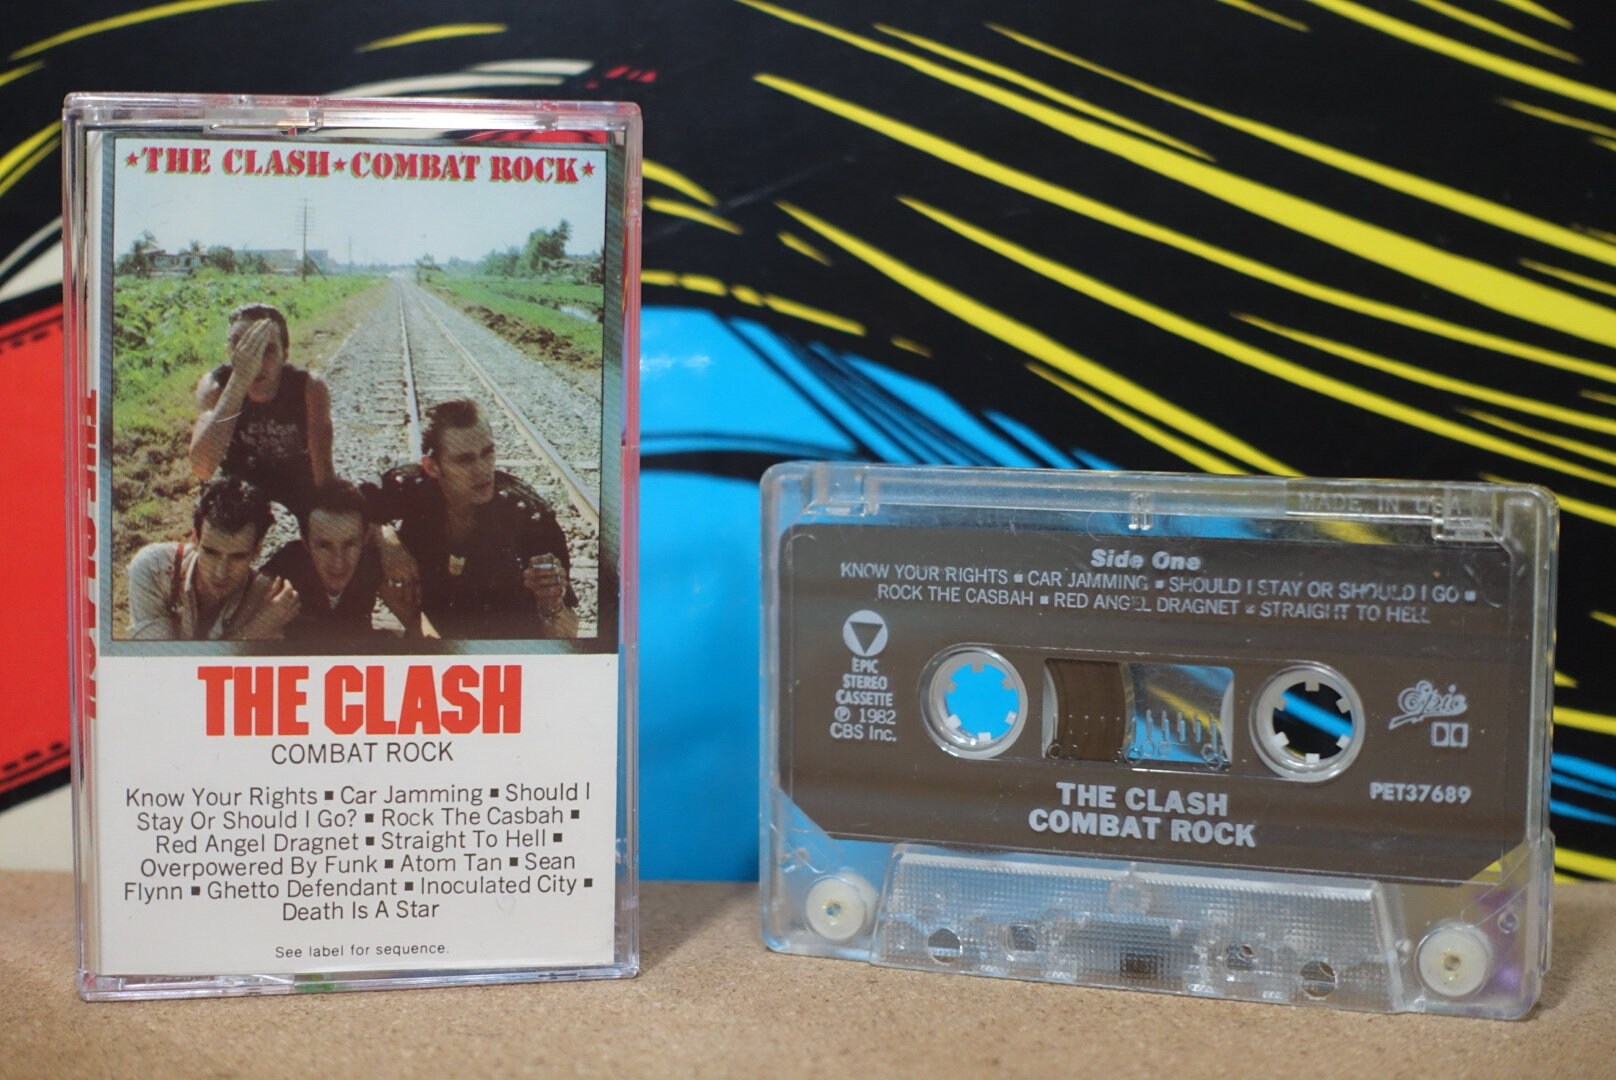 ★THE CLASH★COMBAT ROCK★
THE CLASH
COMBAT ROCK
Know Your Rights ■ Car Jamming ■ Should I
Stay Or Should I Go? ■ Rock The Casbah ■
Red Angel Dragnet ■ Straight To Hell ■
Overpowered By Funk ■ Atom Tan ■ Sean
Flynn ■ Ghetto Defendant ■ Inoculated City ■
Death Is A Star
See label for sequence.
THE CLASH
MADE IN USA
Side One
KNOW YOUR RIGHTS ■ CAR JAMMING ■ SHOULD I STAY OR SHOULD I GO ■
ROCK THE CASBAH ■ RED ANGEL DRAGNET ■ STRAIGHT TO HELL
EPIC
STEREO
CASSETTE
℗ 1982
CBS Inc.
Epic
PET37689
THE CLASH
COMBAT ROCK